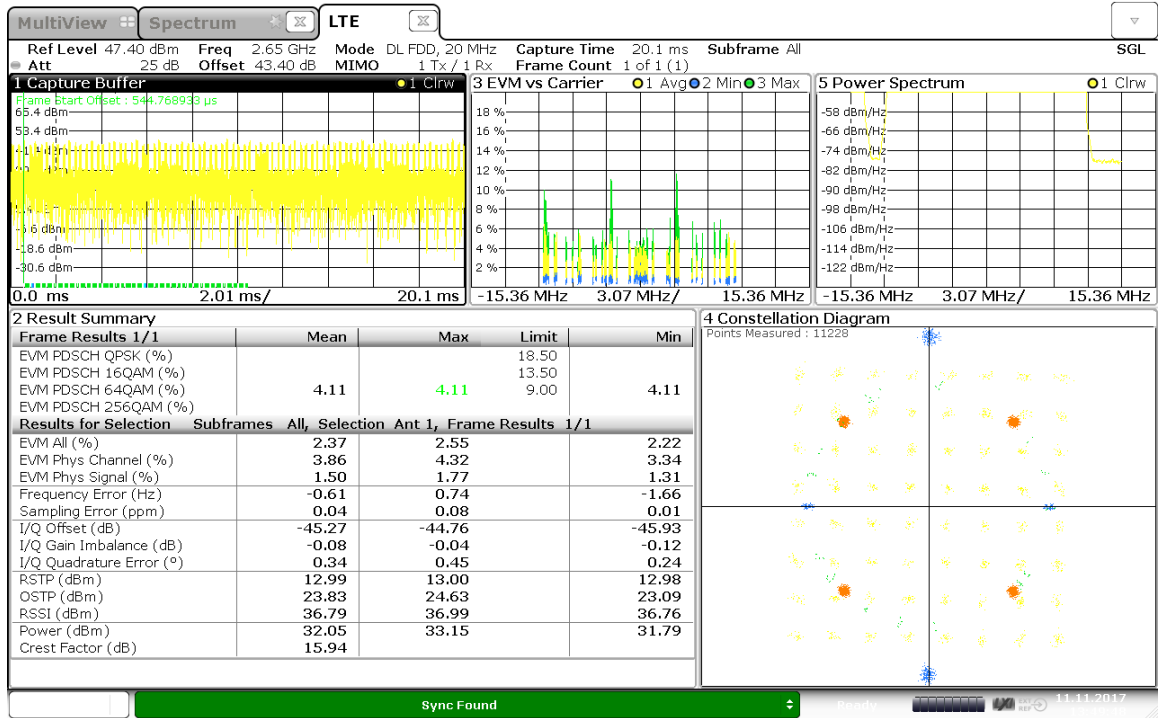 MultiView Spectrum LTE
Ref Level 47.40 dBm Freq 2.65 GHz Mode DL FDD, 20 MHz Capture Time 20.1 ms Subframe All SGL
Att 25 dB Offset 43.40 dB MIMO 1 Tx / 1 Rx Frame Count 1 of 1 (1)
1 Capture Buffer 1 Clrw
Frame Start Offset : 544.768933 µs
65.4 dBm
53.4 dBm
-18.6 dBm
-30.6 dBm
0.0 ms 2.01 ms/ 20.1 ms
3 EVM vs Carrier 1 Avg 2 Min 3 Max
18 %
16 %
14 %
12 %
10 %
8 %
6 %
4 %
2 %
-15.36 MHz 3.07 MHz/ 15.36 MHz
5 Power Spectrum 1 Clrw
-58 dBm/Hz
-66 dBm/Hz
-74 dBm/Hz
-82 dBm/Hz
-90 dBm/Hz
-98 dBm/Hz
-106 dBm/Hz
-114 dBm/Hz
-122 dBm/Hz
-15.36 MHz 3.07 MHz/ 15.36 MHz
2 Result Summary
Frame Results 1/1 Mean Max Limit Min
EVM PDSCH QPSK (%) 18.50
EVM PDSCH 16QAM (%) 13.50
EVM PDSCH 64QAM (%) 4.11 4.11 9.00 4.11
EVM PDSCH 256QAM (%)
Results for Selection Subframes All, Selection Ant 1, Frame Results 1/1
EVM All (%) 2.37 2.55 2.22
EVM Phys Channel (%) 3.86 4.32 3.34
EVM Phys Signal (%) 1.50 1.77 1.31
Frequency Error (Hz) -0.61 0.74 -1.66
Sampling Error (ppm) 0.04 0.08 0.01
I/Q Offset (dB) -45.27 -44.76 -45.93
I/Q Gain Imbalance (dB) -0.08 -0.04 -0.12
I/Q Quadrature Error (º) 0.34 0.45 0.24
RSTP (dBm) 12.99 13.00 12.98
OSTP (dBm) 23.83 24.63 23.09
RSSI (dBm) 36.79 36.99 36.76
Power (dBm) 32.05 33.15 31.79
Crest Factor (dB) 15.94
4 Constellation Diagram
Points Measured : 11228
Sync Found
Ready
11.11.2017